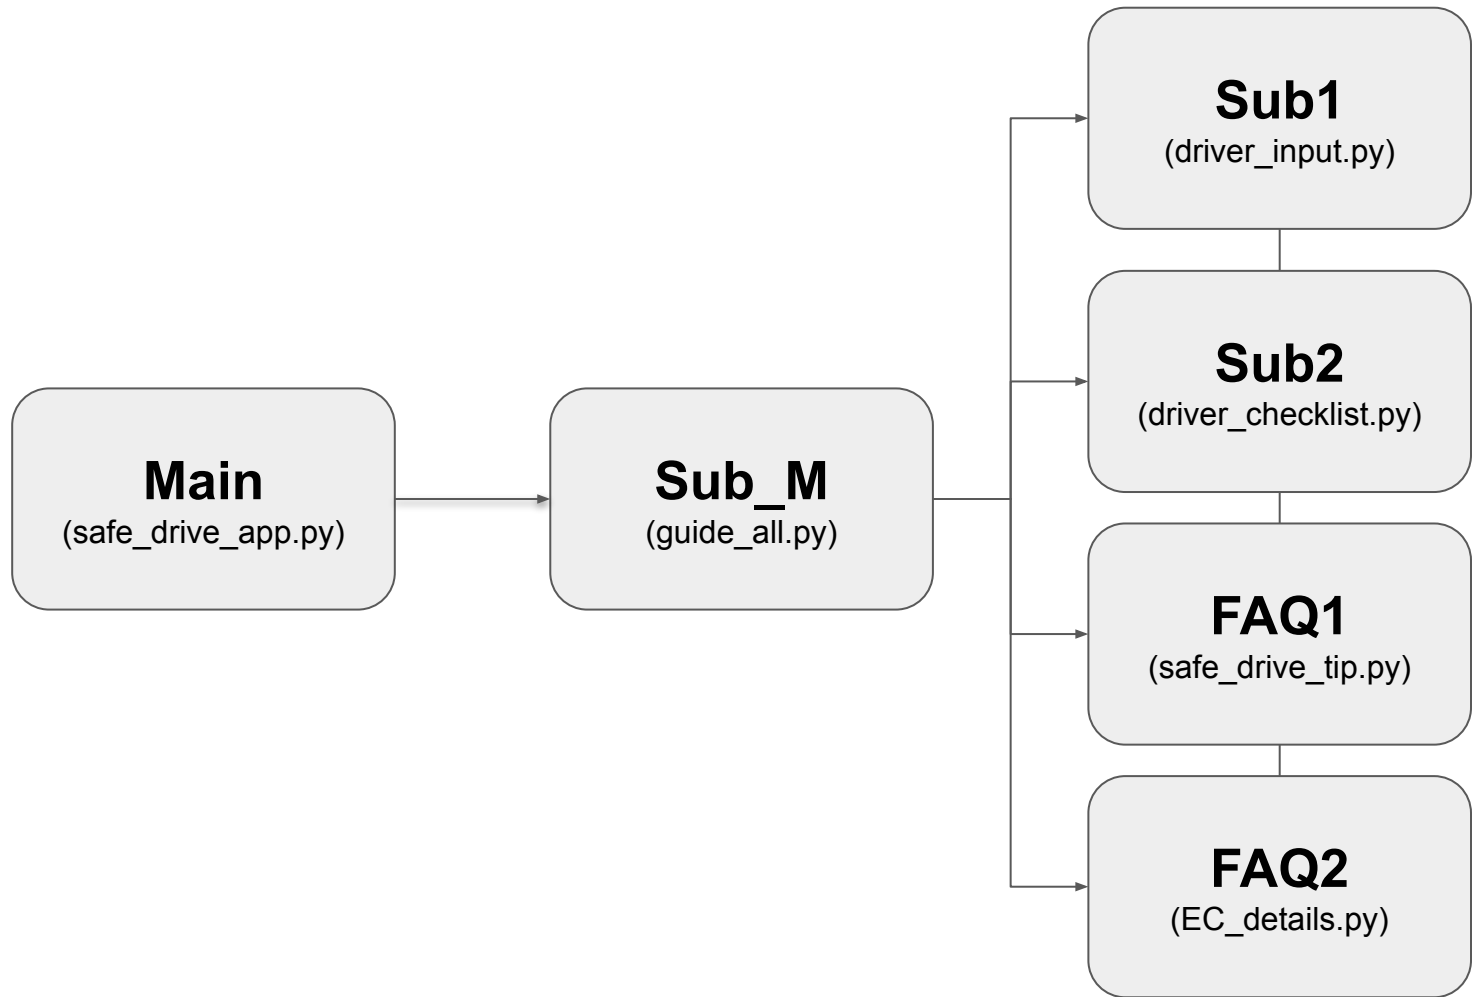 Main
(safe_drive_app.py)
Sub_M
(guide_all.py)
Sub1
(driver_input.py)
Sub2
(driver_checklist.py)
FAQ1
(safe_drive_tip.py)
FAQ2
(EC_details.py)